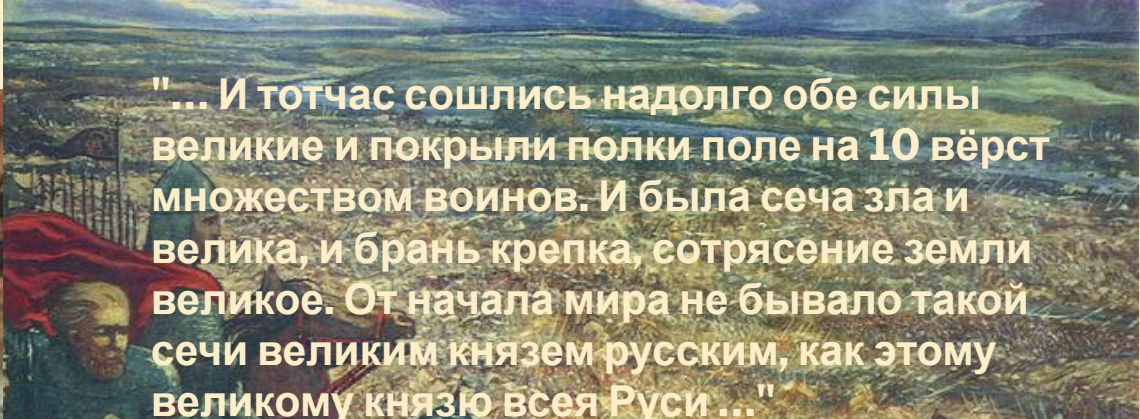 "... И тотчас сошлись надолго обе силы
великие и покрыли полки поле на 10 вёрст
множеством воинов. И была сеча зла и
велика, и брань крепка, сотрясение земли
великое. От начала мира не бывало такой
сечи великим князем русским, как этому
великому князю всея Руси ..."